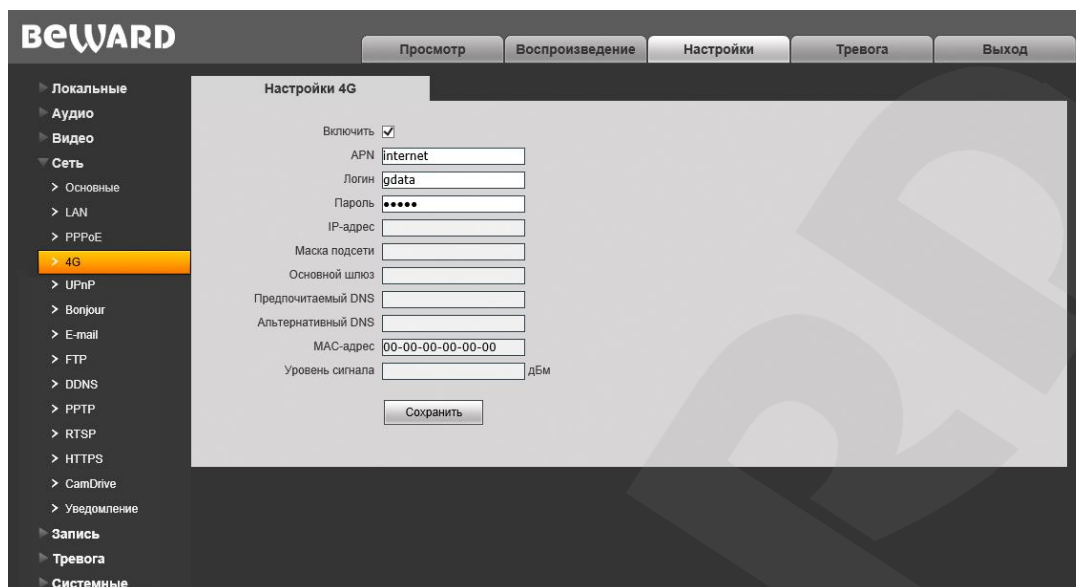 BEWARD
Просмотр
Воспроизведение
Настройки
Тревога
Выход
Локальные
Аудио
Видео
Сеть
Основные
LAN
PPPoE
4G
UPnP
Bonjour
E-mail
FTP
DDNS
PPTP
RTSP
HTTPS
CamDrive
Уведомление
Запись
Тревога
Системные
Настройки 4G
Включить
APN internet
Логин gdata
Пароль •••••
IP-адрес
Маска подсети
Основной шлюз
Предпочитаемый DNS
Альтернативный DNS
MAC-адрес 00-00-00-00-00-00
Уровень сигнала дБм
Сохранить